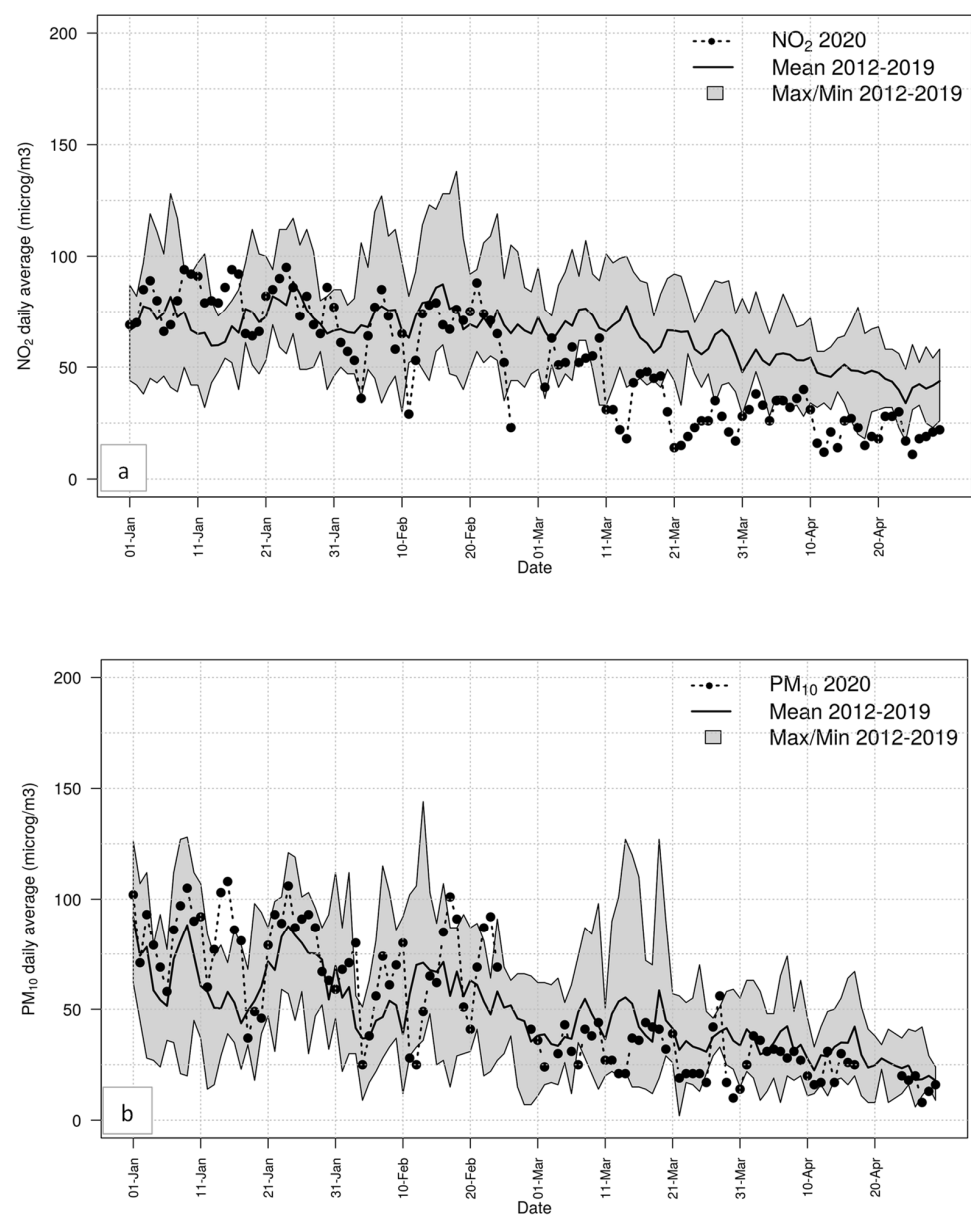 200
150
100
50
0
NO2 daily average (microg/m3)
NO2 2020
Mean 2012-2019
Max/Min 2012-2019
a
01-Jan
11-Jan
21-Jan
31-Jan
10-Feb
20-Feb
01-Mar
11-Mar
21-Mar
31-Mar
10-Apr
20-Apr
Date
200
150
100
50
0
PM10 daily average (microg/m3)
PM10 2020
Mean 2012-2019
Max/Min 2012-2019
b
01-Jan
11-Jan
21-Jan
31-Jan
10-Feb
20-Feb
01-Mar
11-Mar
21-Mar
31-Mar
10-Apr
20-Apr
Date